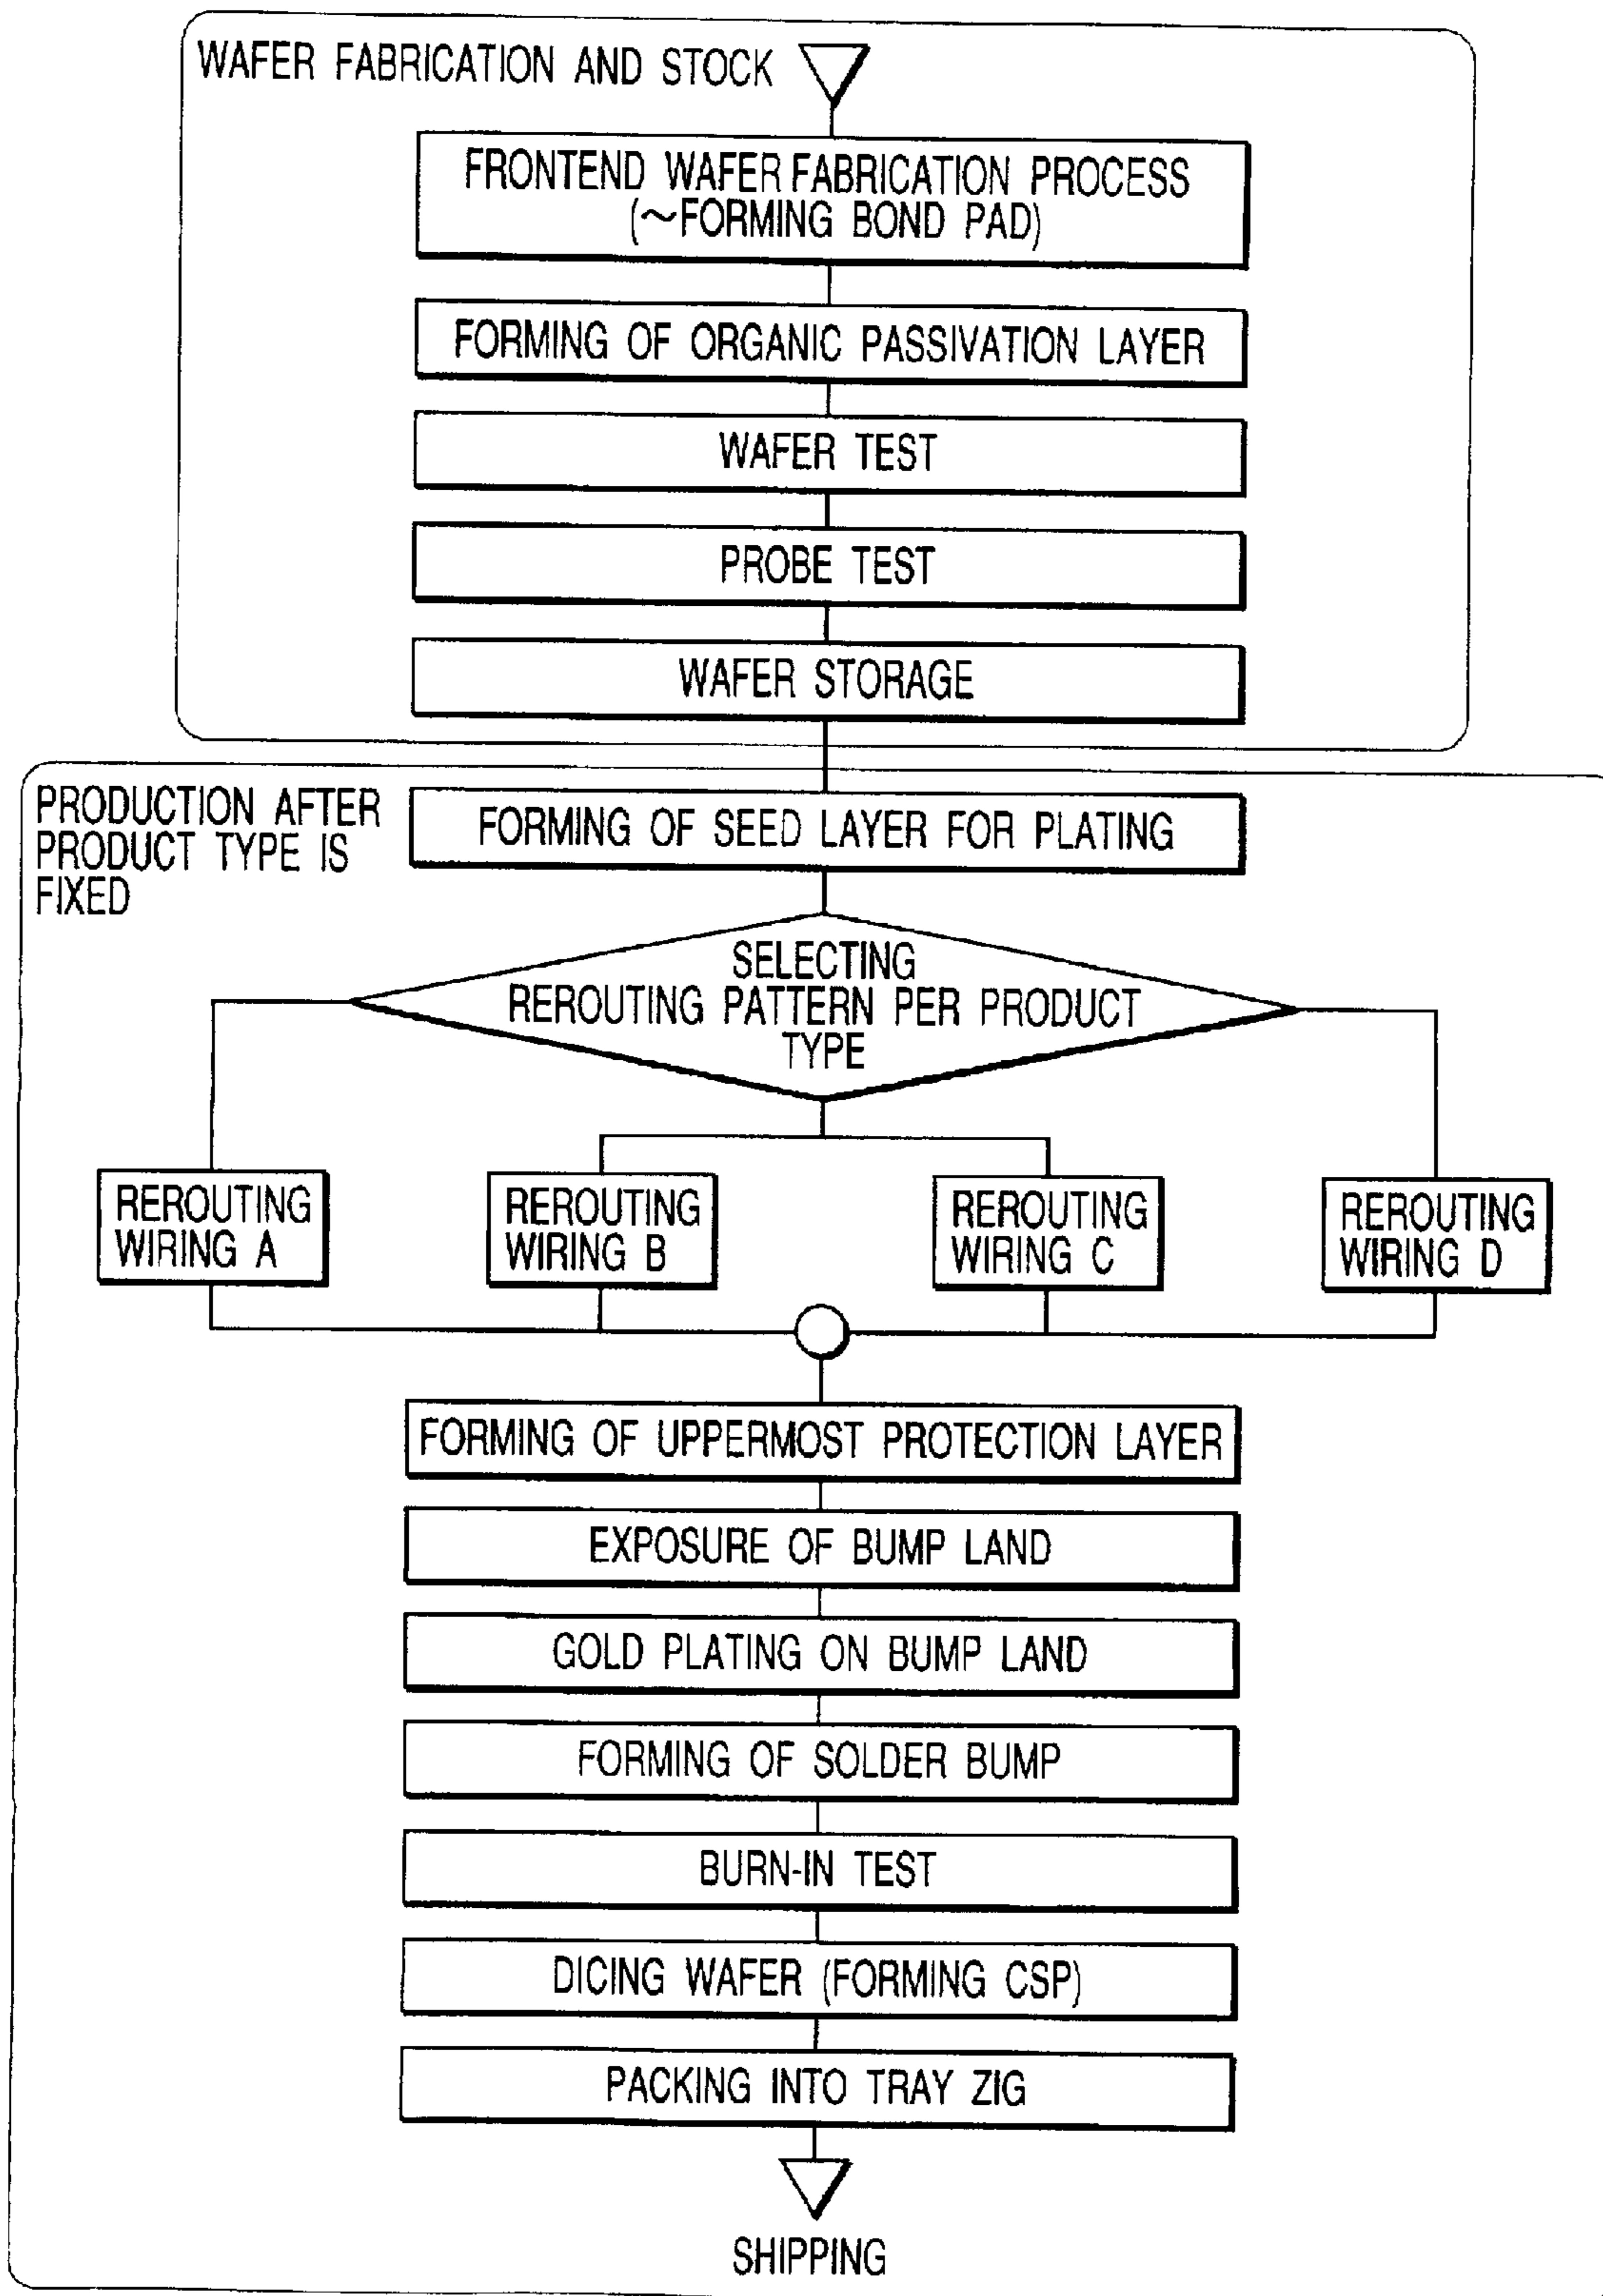 WAFER FABRICATION AND STOCK
FRONTEND WAFER FABRICATION PROCESS
(~FORMING BOND PAD)
FORMING OF ORGANIC PASSIVATION LAYER
WAFER TEST
PROBE TEST
WAFER STORAGE
PRODUCTION AFTER
PRODUCT TYPE IS
FIXED
FORMING OF SEED LAYER FOR PLATING
SELECTING
REROUTING PATTERN PER PRODUCT
TYPE
REROUTING
WIRING A
REROUTING
WIRING B
REROUTING
WIRING C
REROUTING
WIRING D
FORMING OF UPPERMOST PROTECTION LAYER
EXPOSURE OF BUMP LAND
GOLD PLATING ON BUMP LAND
FORMING OF SOLDER BUMP
BURN-IN TEST
DICING WAFER (FORMING CSP)
PACKING INTO TRAY ZIG
SHIPPING